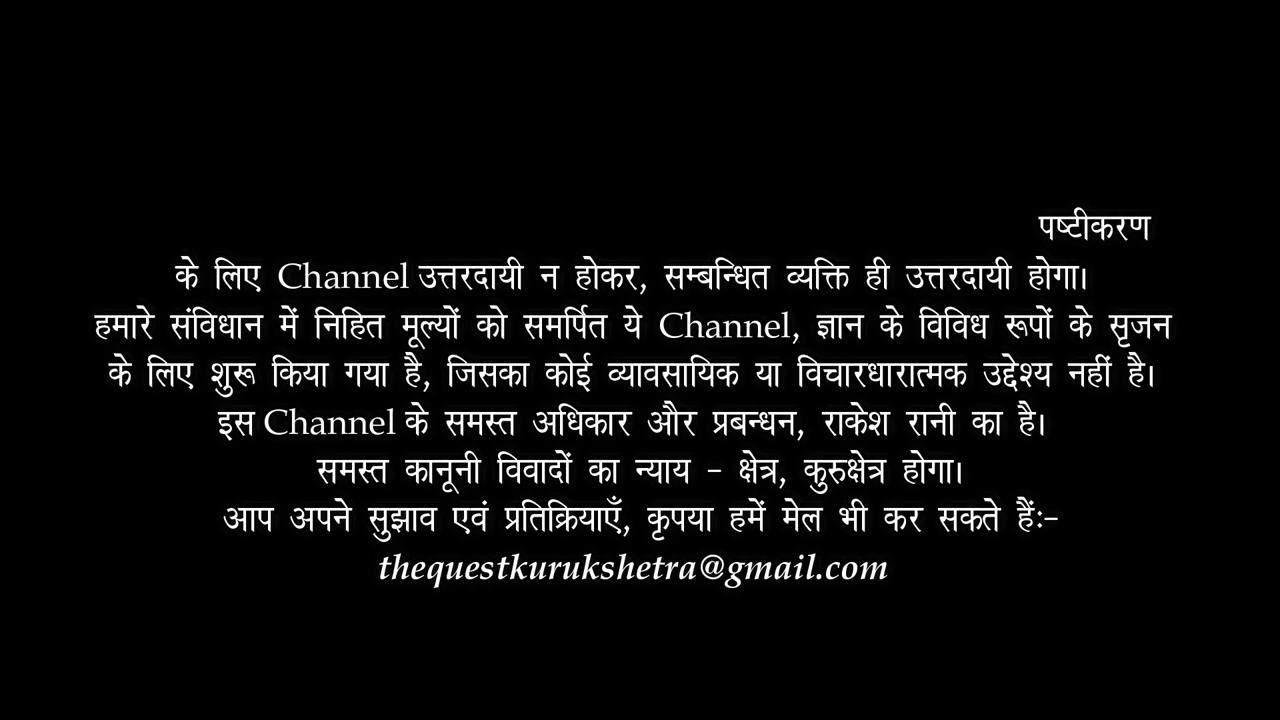 पष्टीकरण
के लिए Channel उत्तरदायी न होकर, सम्बन्धित व्यक्ति ही उत्तरदायी होगा।
हमारे संविधान में निहित मूल्यों को समर्पित ये Channel, ज्ञान के विविध रूपों के सृजन
के लिए शुरू किया गया है, जिसका कोई व्यावसायिक या विचारधारात्मक उद्देश्य नहीं है।
इस Channel के समस्त अधिकार और प्रबन्धन, राकेश रानी का है।
समस्त कानूनी विवादों का न्याय - क्षेत्र, कुरुक्षेत्र होगा।
आप अपने सुझाव एवं प्रतिक्रियाएँ, कृपया हमें मेल भी कर सकते हैंः-
thequestkurukshetra@gmail.com